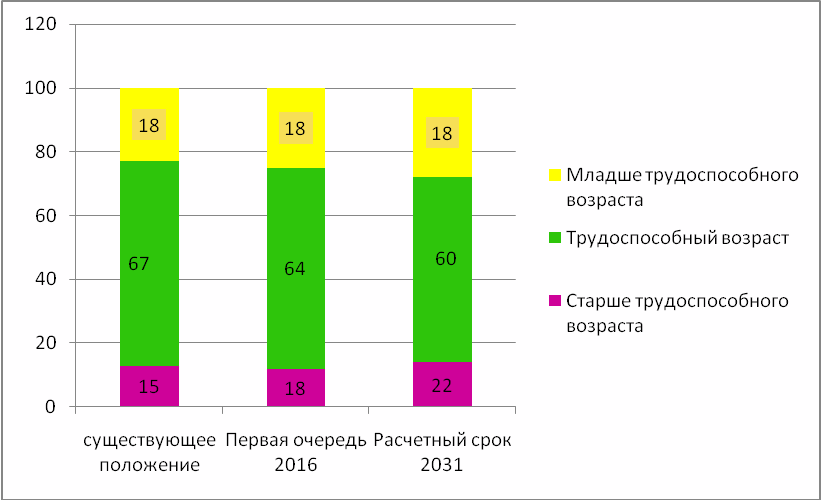 120
100
80
60
40
20
0
18
18
18
67
64
60
15
18
22
существующее
положение
Первая очередь
2016
Расчетный срок
2031
Младше трудоспособного
возраста
Трудоспособный возраст
Старше трудоспособного
возраста